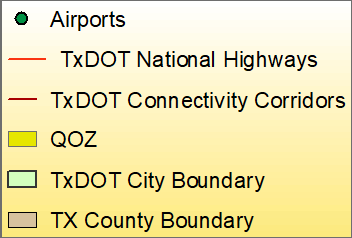 Airports
TxDOT National Highways
TxDOT Connectivity Corridors
QOZ
TxDOT City Boundary
TX County Boundary